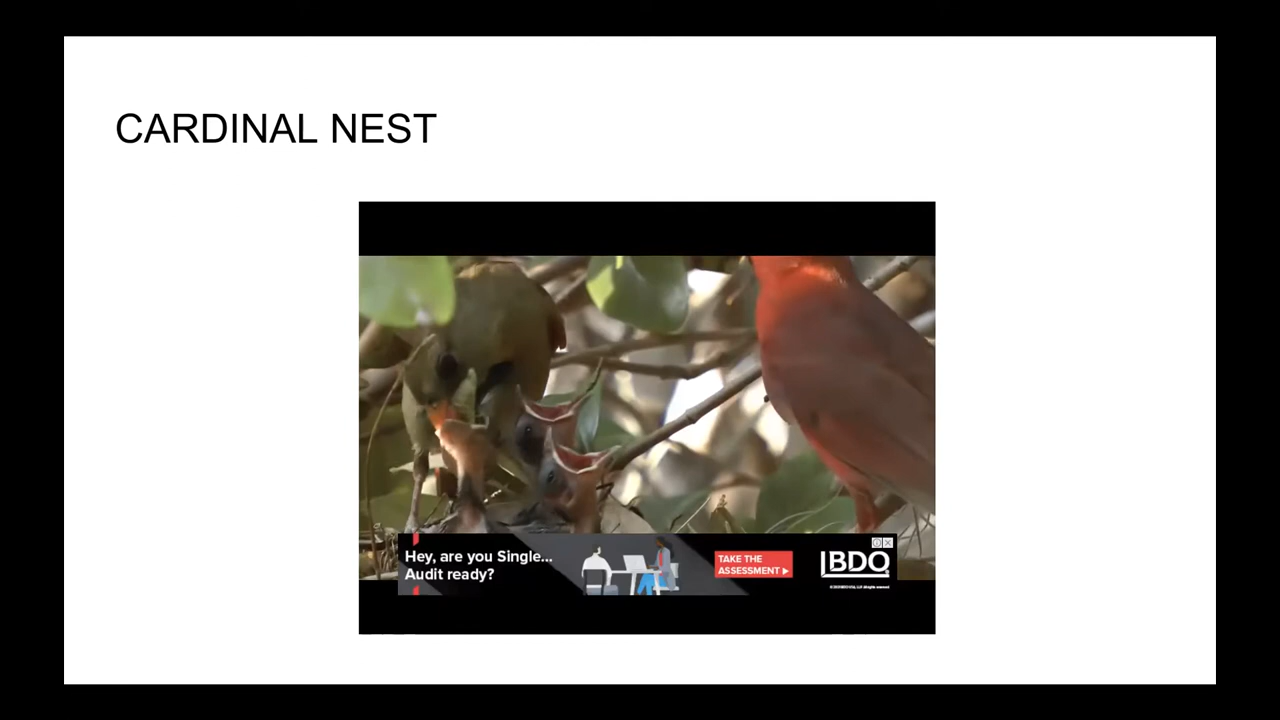 CARDINAL NEST
Hey, are you Single...
Audit ready?
TAKE THE
ASSESSMENT
BDO